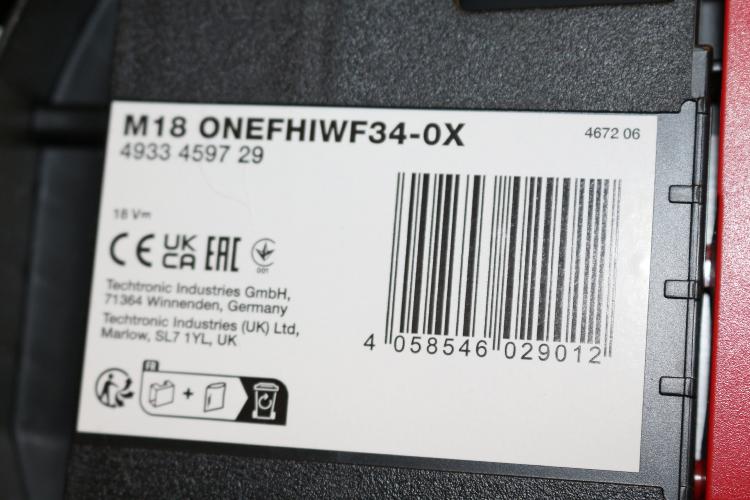 M18 ONEFHIWF34-0X
4672 06
4933 4597 29
18 V
CE UK CA EAC
001
Techtronic Industries GmbH,
71364 Winnenden, Germany
Techtronic Industries (UK) Ltd,
Marlow, SL7 1YL, UK
4 058546 029012
FR
+